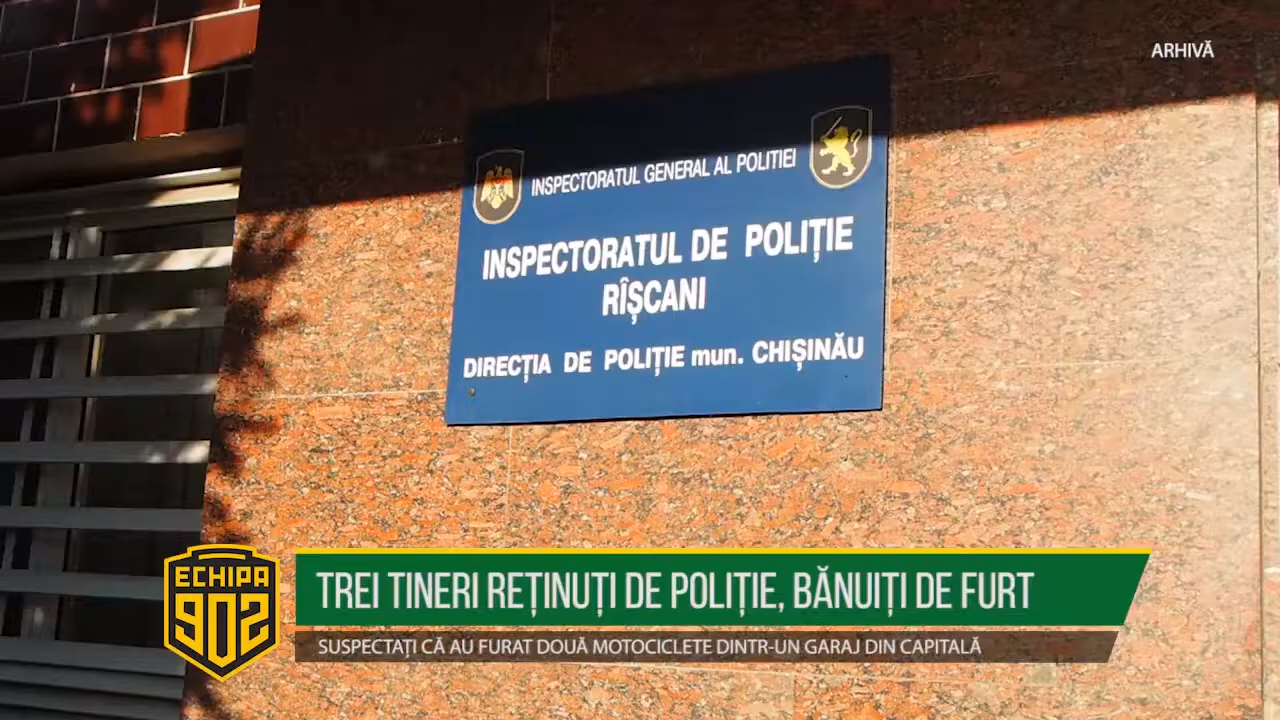 ARHIVĂ
INSPECTORATUL GENERAL AL POLITIEI
INSPECTORATUL DE POLIȚIE
RÎȘCANI
DIRECȚIA DE POLIȚIE mun. CHIȘINĂU
ECHIPA
902
TREI TINERI REȚINUȚI DE POLIȚIE, BĂNUIȚI DE FURT
SUSPECTAȚI CĂ AU FURAT DOUĂ MOTOCICLETE DINTR-UN GARAJ DIN CAPITALĂ